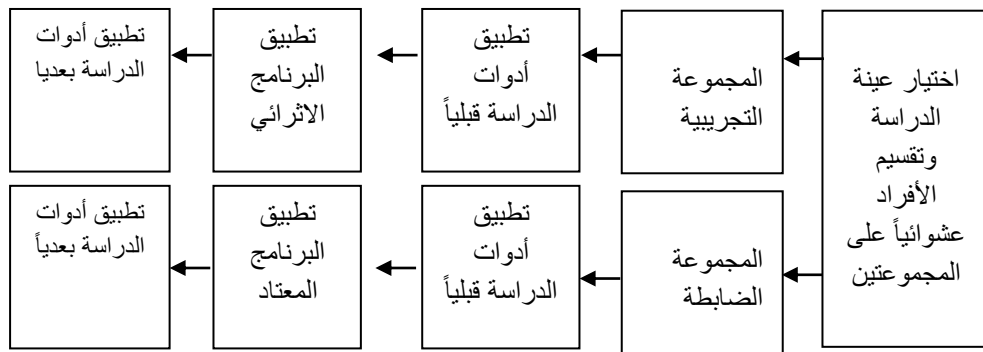 اختيار عينة
الدراسة
وتقسيم
الأفراد
عشوائياً على
المجموعتين
المجموعة
التجريبية
تطبيق
أدوات
الدراسة قبلياً
تطبيق
البرنامج
الاثرائي
تطبيق أدوات
الدراسة بعديا
المجموعة
الضابطة
تطبيق
أدوات
الدراسة قبلياً
تطبيق
البرنامج
المعتاد
تطبيق أدوات
الدراسة بعدياً